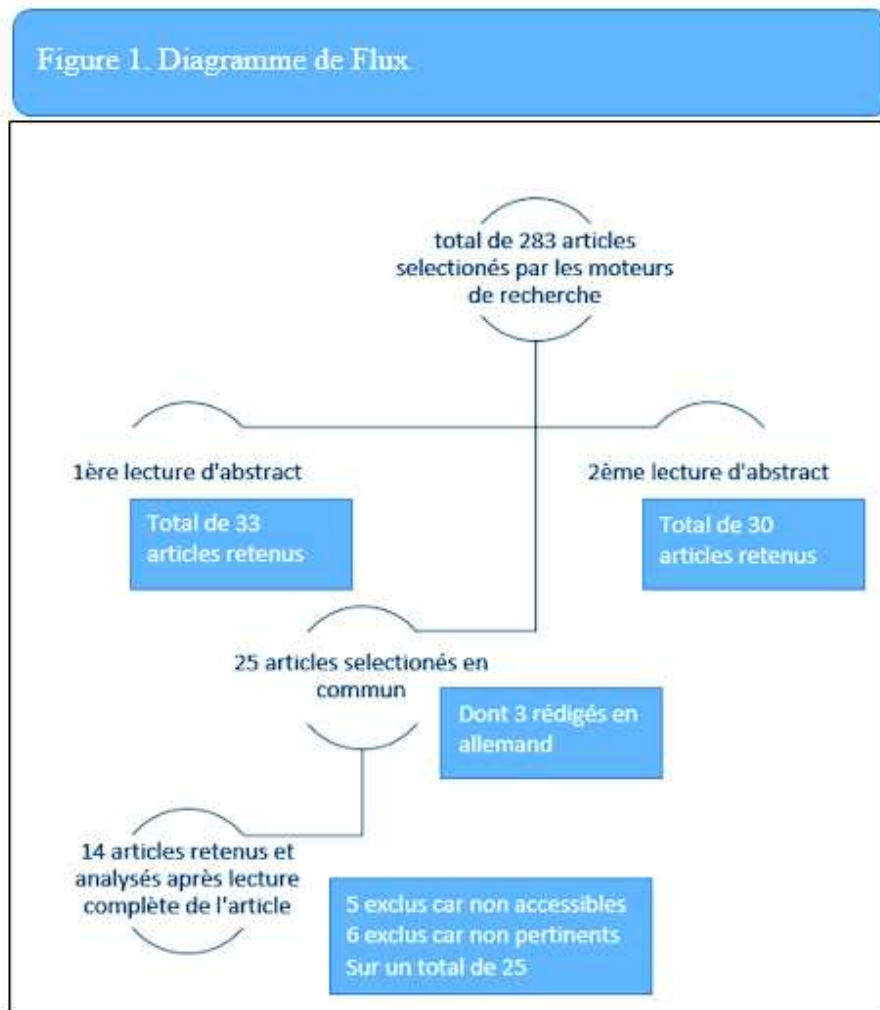 Figure 1. Diagramme de Flux
total de 283 articles
selectionés par les moteurs
de recherche
1ère lecture d'abstract
Total de 33
articles retenus
2ème lecture d'abstract
Total de 30
articles retenus
25 articles selectionés en
commun
Dont 3 rédigés en
allemand
14 articles retenus et
analysés après lecture
complète de l'article
5 exclus car non accessibles
6 exclus car non pertinents
Sur un total de 25